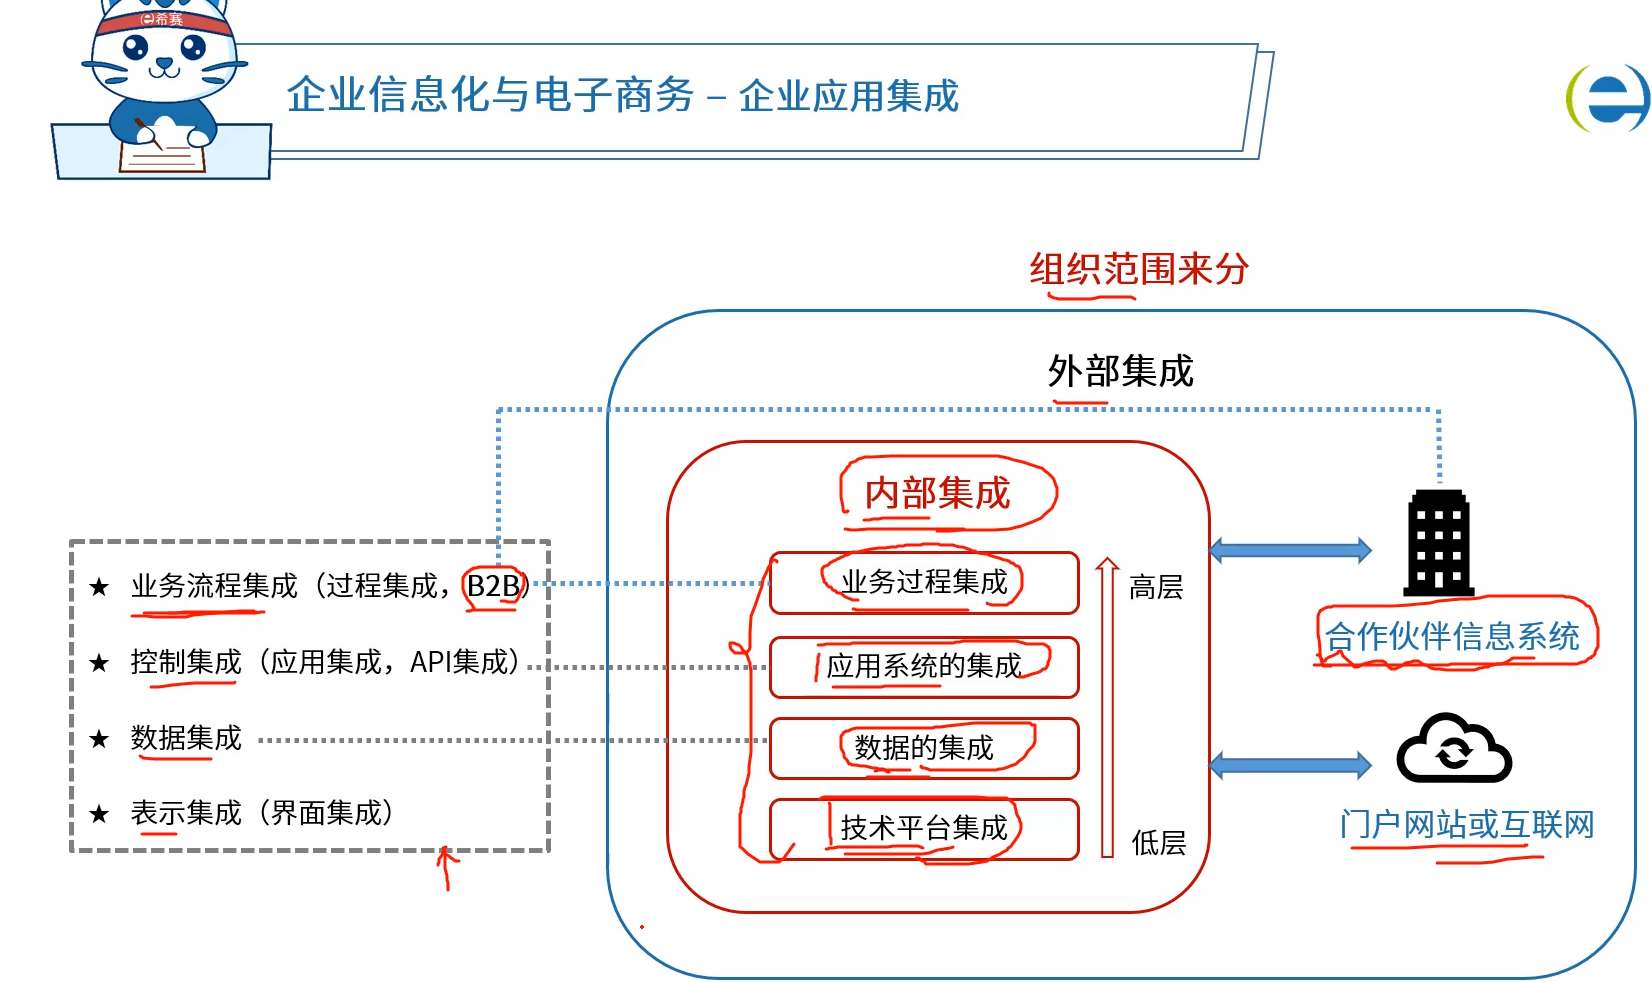 e希赛
企业信息化与电子商务 – 企业应用集成
e
组织范围来分
外部集成
内部集成
★ 业务流程集成（过程集成，B2B）
业务过程集成
高层
合作伙伴信息系统
★ 控制集成（应用集成，API集成）
应用系统的集成
★ 数据集成
数据的集成
★ 表示集成（界面集成）
技术平台集成
低层
门户网站或互联网